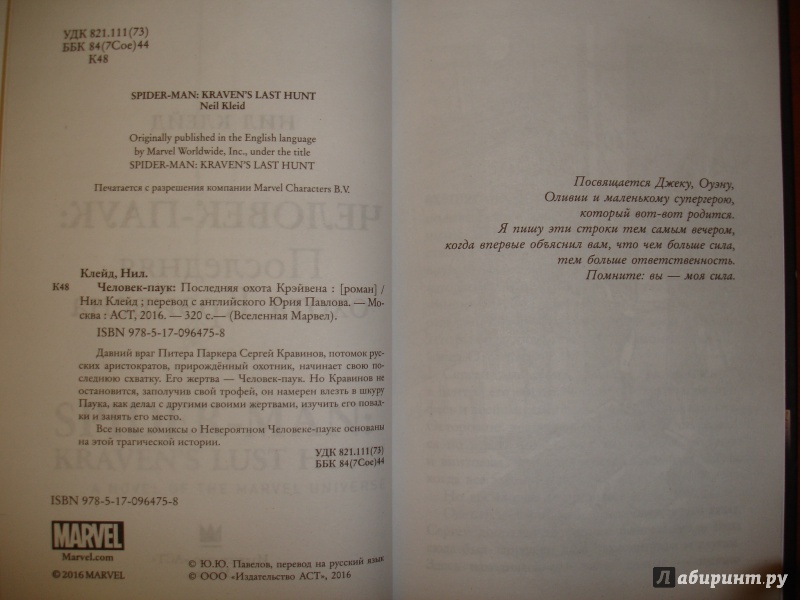 УДК 821.111(73)
ББК 84(7Сое)44
К48
SPIDER-MAN: KRAVEN'S LAST HUNT
Neil Kleid
Originally published in the English language
by Marvel Worldwide, Inc., under the title
SPIDER-MAN: KRAVEN'S LAST HUNT
Печатается с разрешения компании Marvel Characters B.V.
Клейд, Нил.
К48 Человек-паук: Последняя охота Крэйвена : [роман] /
Нил Клейд ; перевод с английского Юрия Павлова. — Мо-
сква : АСТ, 2016. — 320 с.— (Вселенная Марвел).
ISBN 978-5-17-096475-8
Давний враг Питера Паркера Сергей Кравинов, потомок рус-
ских аристократов, прирождённый охотник, начинает свою по-
следнюю схватку. Его жертва — Человек-паук. Но Кравинов не
остановится, заполучив свой трофей, он намерен влезть в шкуру
Паука, как делал с другими своими жертвами, изучить его повад-
ки и занять его место.
Все новые комиксы о Невероятном Человеке-пауке основаны
на этой трагической истории.
УДК 821.111(73)
ББК 84(7Сое)44
ISBN 978-5-17-096475-8
MARVEL
Marvel.com
© 2016 MARVEL
© Ю.Ю. Павелов, перевод на русский язык
© ООО «Издательство АСТ», 2016
Посвящается Джеку, Оуэну,
Оливии и маленькому супергерою,
который вот-вот родится.
Я пишу эти строки тем самым вечером,
когда впервые объяснил вам, что чем больше сила,
тем больше ответственность.
Помните: вы — моя сила.
Лабиринт.ру